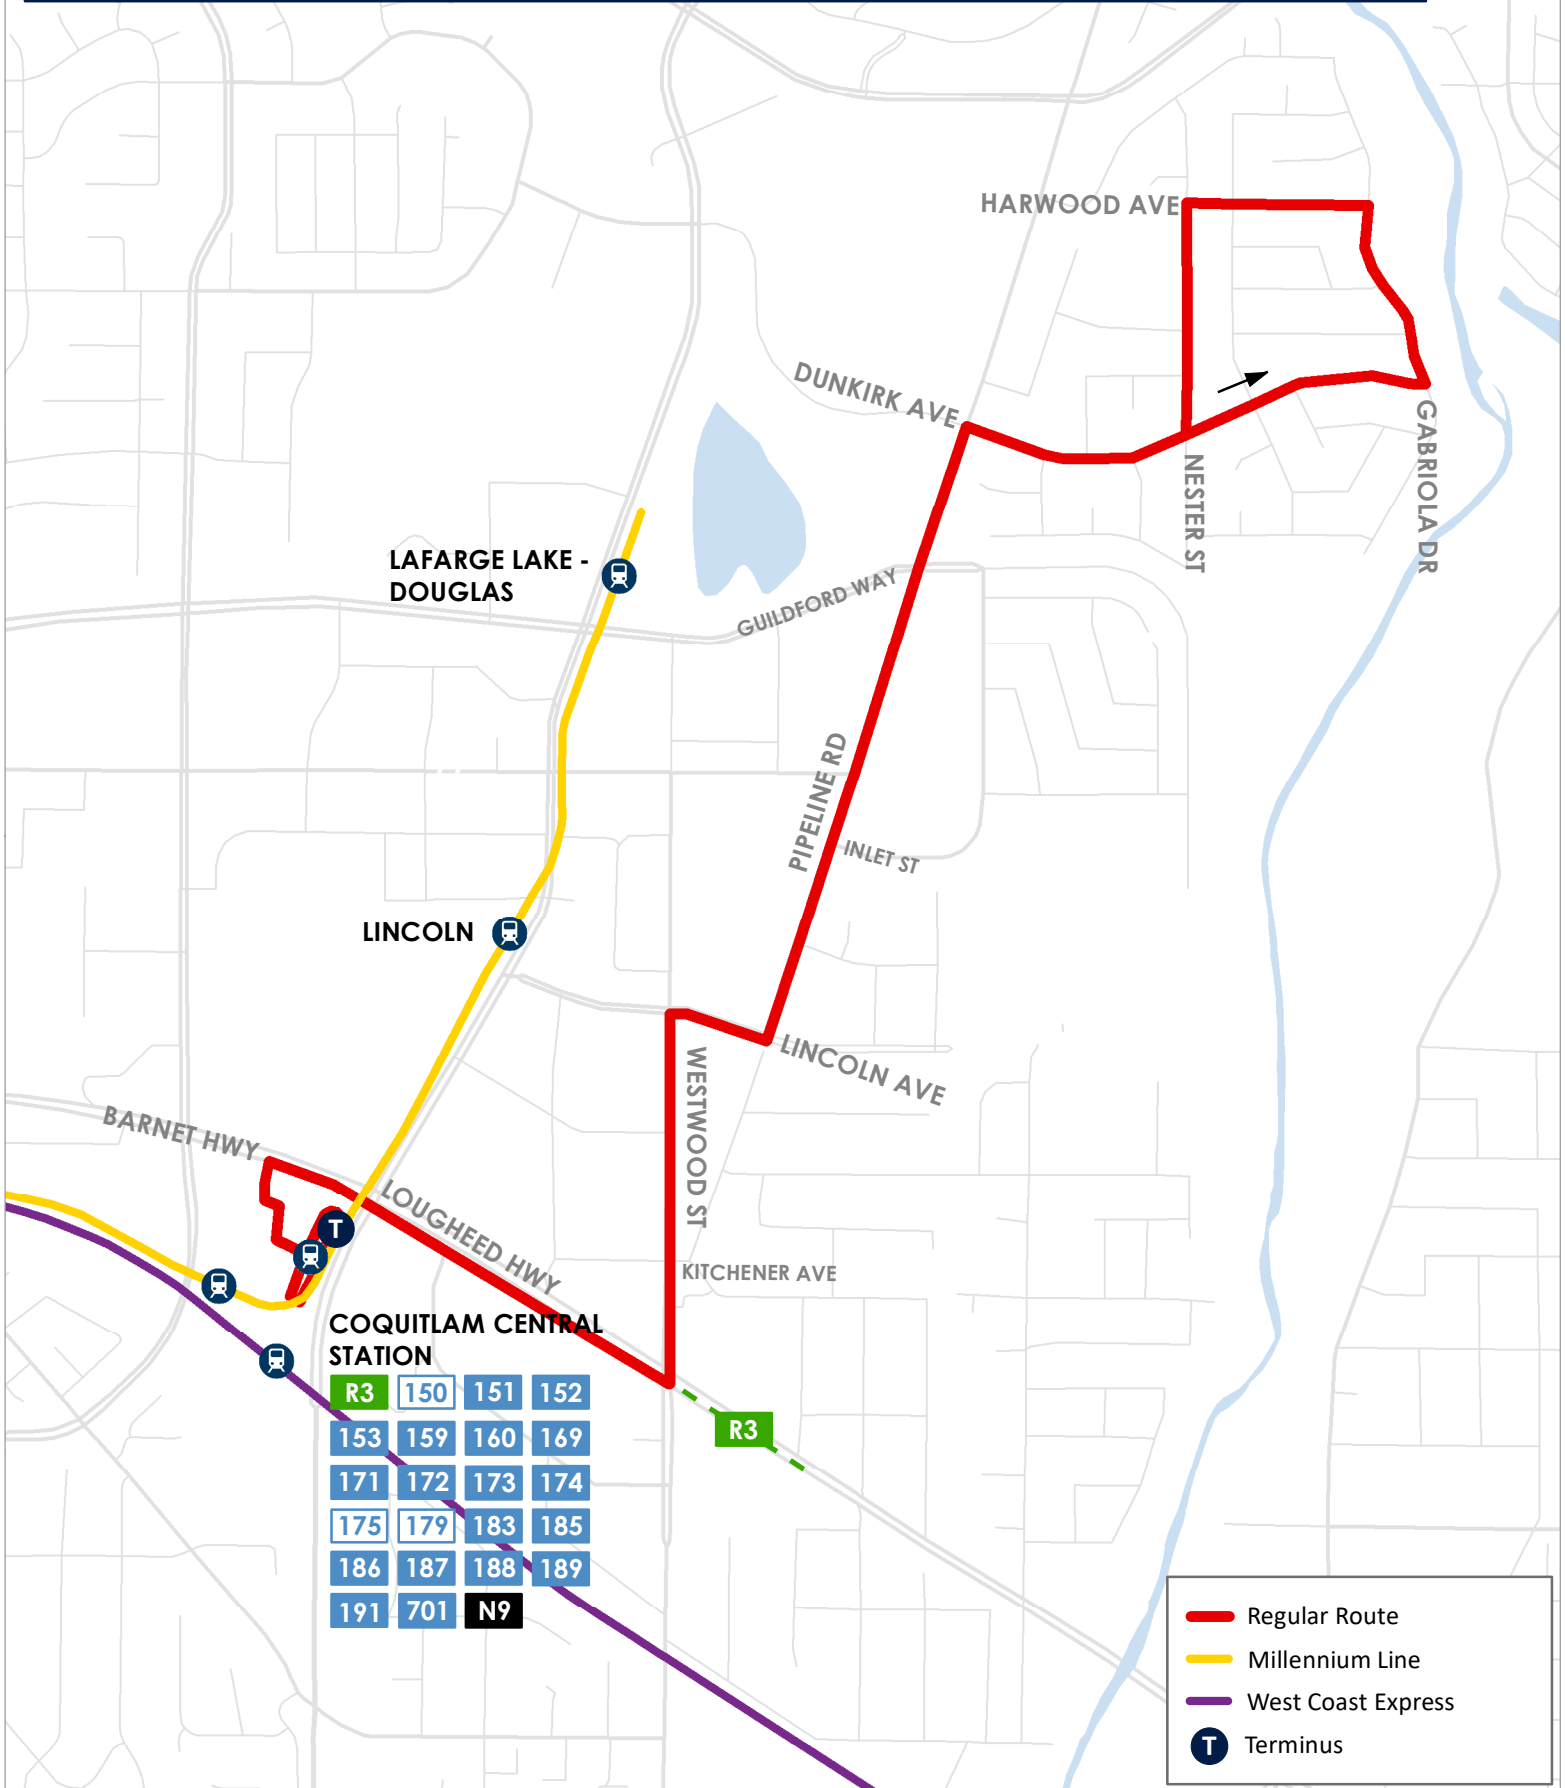 HARWOOD AVE
DUNKIRK AVE
GABRIOLA DR
NESTER ST
LAFARGE LAKE -
DOUGLAS
GUILDFORD WAY
PIPELINE RD
INLET ST
LINCOLN
LINCOLN AVE
WESTWOOD ST
BARNET HWY
LOUGHEED HWY
T
KITCHENER AVE
COQUITLAM CENTRAL
STATION
R3 150 151 152
153 159 160 169
171 172 173 174
175 179 183 185
186 187 188 189
191 701 N9
R3
Regular Route
Millennium Line
West Coast Express
T Terminus